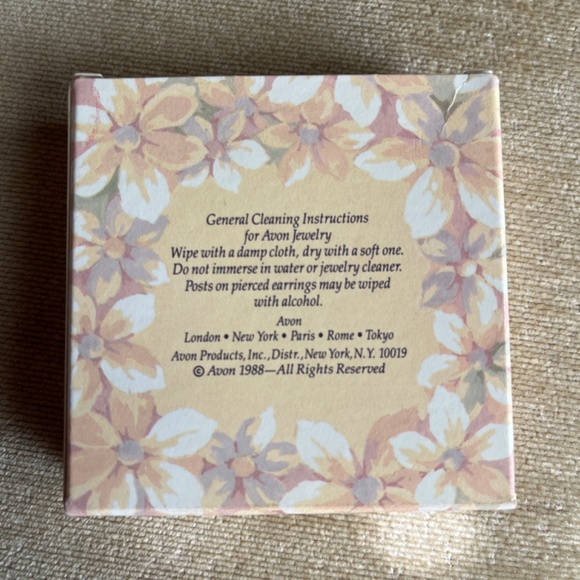 General Cleaning Instructions
for Avon Jewelry
Wipe with a damp cloth, dry with a soft one.
Do not immerse in water or jewelry cleaner.
Posts on pierced earrings may be wiped
with alcohol.
Avon
London • New York • Paris • Rome • Tokyo
Avon Products, Inc., Distr., New York, N.Y. 10019
© Avon 1988—All Rights Reserved